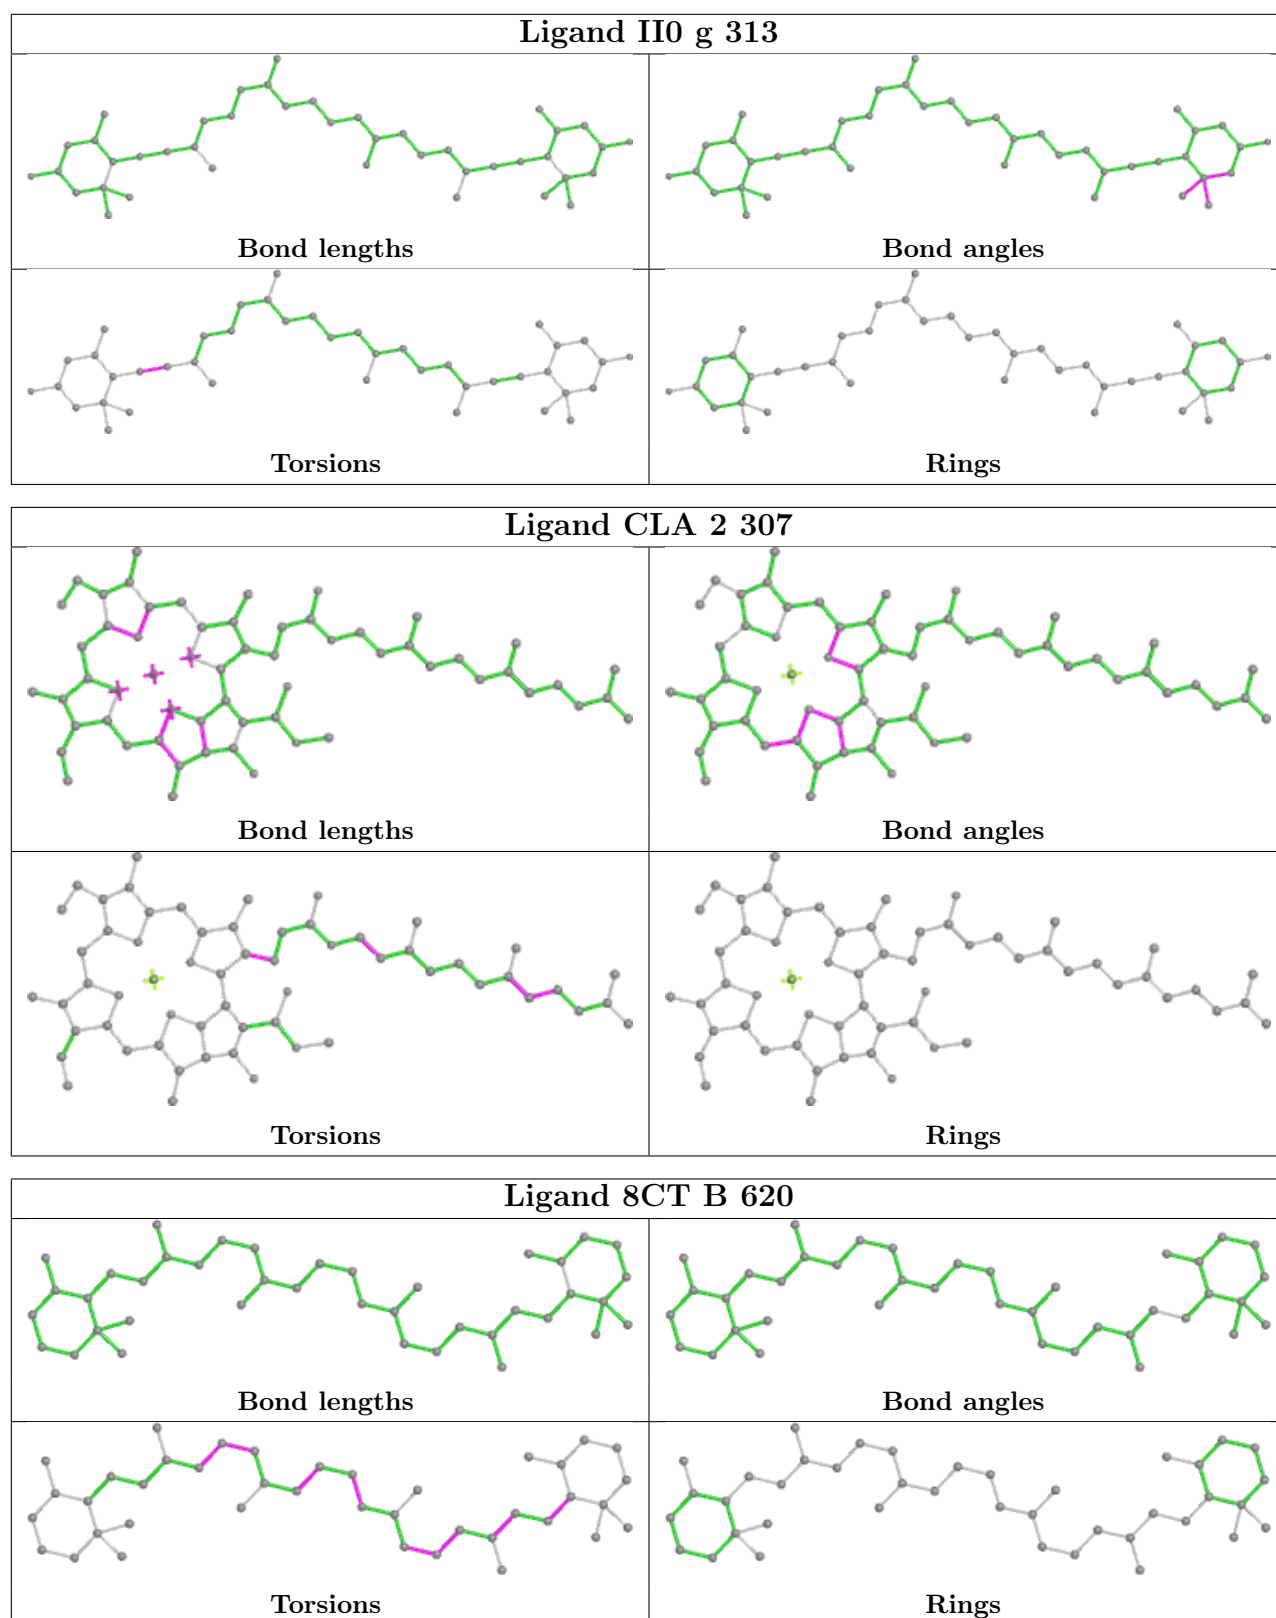 Ligand II0 g 313
Bond lengths
Bond angles
Torsions
Rings
Ligand CLA 2 307
Bond lengths
Bond angles
Torsions
Rings
Ligand 8CT B 620
Bond lengths
Bond angles
Torsions
Rings